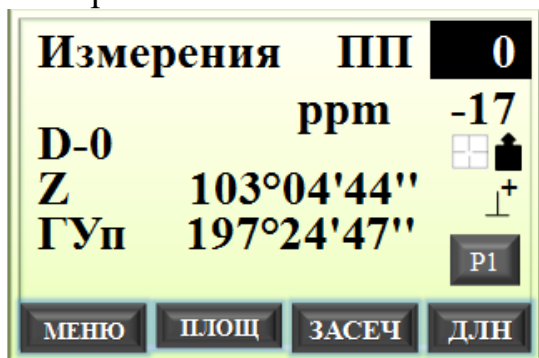 Измерения ПП 0
ppm -17
D-0
Z 103°04'44''
ГУп 197°24'47''
P1
МЕНЮ ПЛОЩ ЗАСЕЧ ДЛН